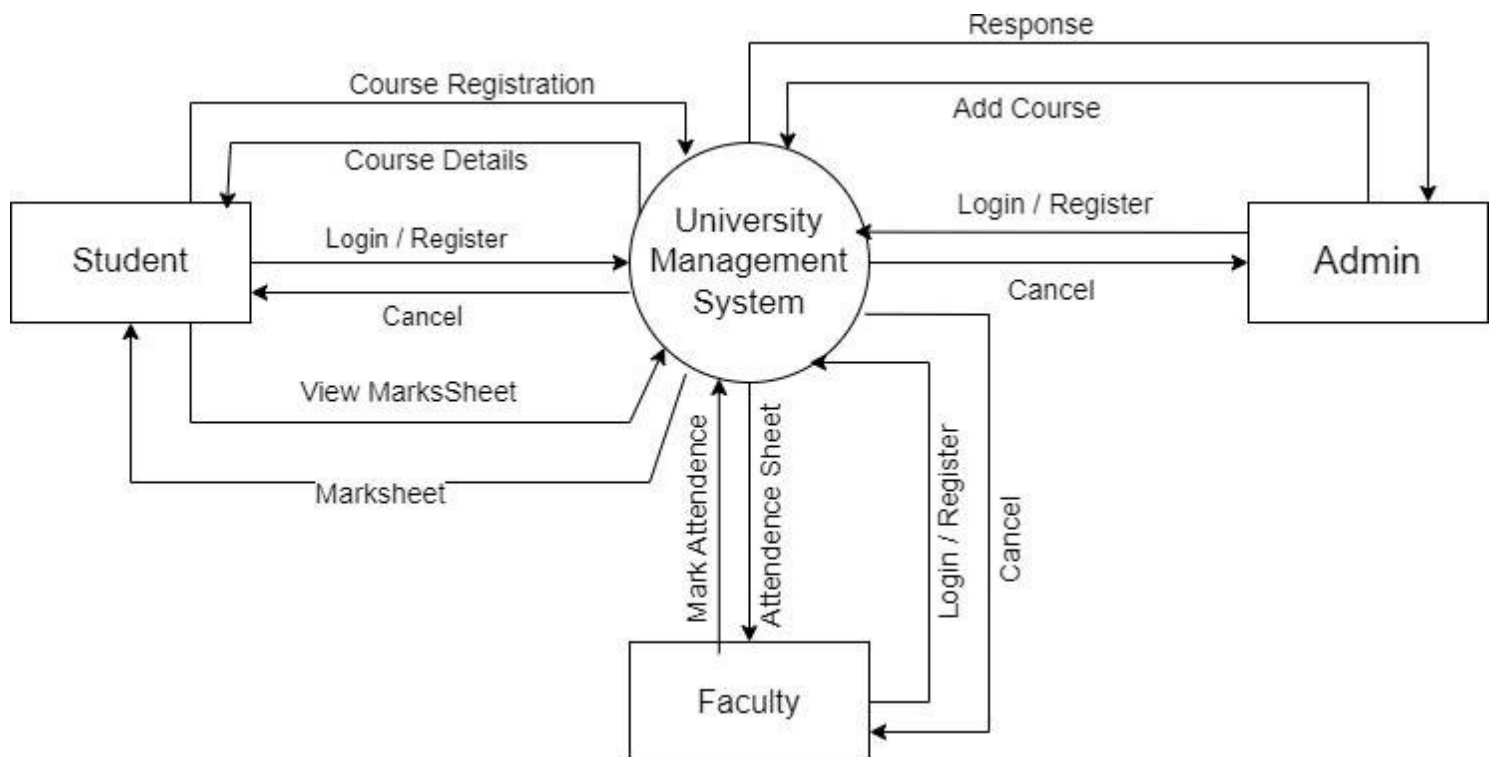 Response
Course Registration
Add Course
Course Details
Login / Register
University
Management
System
Login / Register
Student
Admin
Cancel
Cancel
View MarksSheet
Marksheet
Mark Attendence
Attendence Sheet
Login / Register
Cancel
Faculty